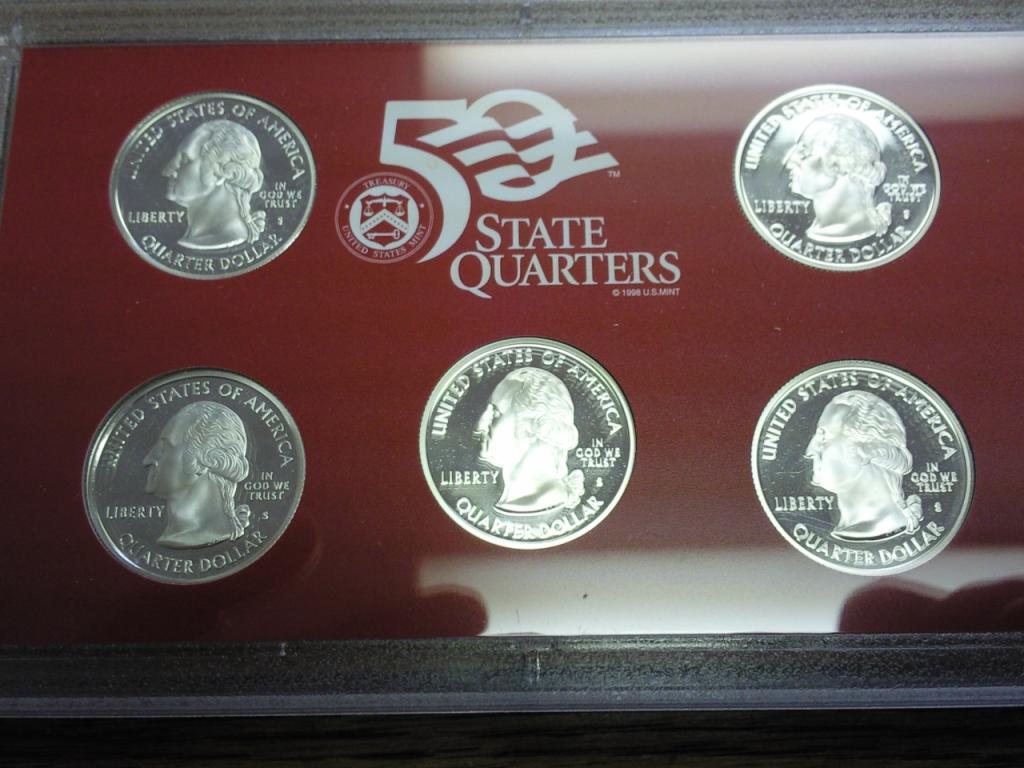 UNITED STATES OF AMERICA
LIBERTY
IN
GOD WE
TRUST
S
QUARTER DOLLAR
50
TM
TREASURY
UNITED STATES MINT
STATE
QUARTERS
© 1998 U.S. MINT
UNITED STATES OF AMERICA
LIBERTY
IN
GOD WE
TRUST
S
QUARTER DOLLAR
UNITED STATES OF AMERICA
LIBERTY
IN
GOD WE
TRUST
S
QUARTER DOLLAR
UNITED STATES OF AMERICA
LIBERTY
IN
GOD WE
TRUST
S
QUARTER DOLLAR
UNITED STATES OF AMERICA
LIBERTY
IN
GOD WE
TRUST
S
QUARTER DOLLAR